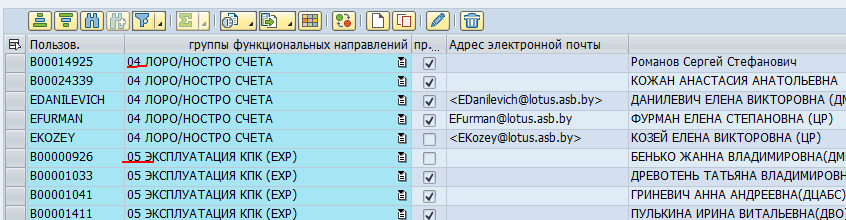 Пользов. группы функциональных направлений пр... Адрес электронной почты
B00014925 04 ЛОРО/НОСТРО СЧЕТА Романов Сергей Стефанович
B00024339 04 ЛОРО/НОСТРО СЧЕТА КОЖАН АНАСТАСИЯ АНАТОЛЬЕВНА
EDANILEVICH 04 ЛОРО/НОСТРО СЧЕТА <EDanilevich@lotus.asb.by> ДАНИЛЕВИЧ ЕЛЕНА ВИКТОРОВНА (ДМ
EFURMAN 04 ЛОРО/НОСТРО СЧЕТА EFurman@lotus.asb.by ФУРМАН ЕЛЕНА СТЕПАНОВНА (ЦР)
EKOZEY 04 ЛОРО/НОСТРО СЧЕТА <EKozey@lotus.asb.by> КОЗЕЙ ЕЛЕНА ВИКТОРОВНА (ЦР)
B00000926 05 ЭКСПЛУАТАЦИЯ КПК (EXP) БЕНЬКО ЖАННА ВЛАДИМИРОВНА(ДМ
B00001033 05 ЭКСПЛУАТАЦИЯ КПК (EXP) ДРЕВОТЕНЬ ТАТЬЯНА ВЛАДИМИРОВН
B00001041 05 ЭКСПЛУАТАЦИЯ КПК (EXP) ГРИНЕВИЧ АННА АНДРЕЕВНА(ДЦАБС)
B00001411 05 ЭКСПЛУАТАЦИЯ КПК (EXP) ПУЛЬКИНА ИРИНА ВИТАЛЬЕВНА(ДВО)